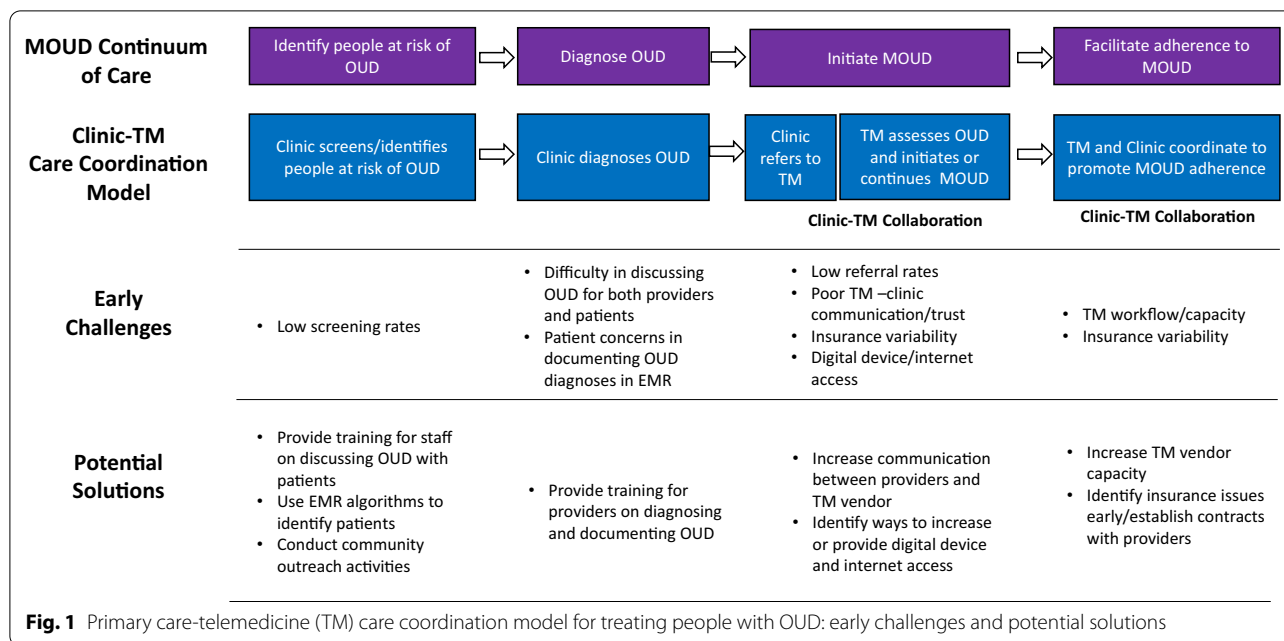 MOUD Continuum
of Care
Identify people at risk of
OUD
Diagnose OUD
Initiate MOUD
Facilitate adherence to
MOUD
Clinic-TM
Care Coordination
Model
Clinic screens/identifies
people at risk of OUD
Clinic diagnoses OUD
Clinic
refers to
TM
TM assesses OUD
and initiates or
continues MOUD
TM and Clinic coordinate to
promote MOUD adherence
Clinic-TM Collaboration
Clinic-TM Collaboration
Early
Challenges
• Low screening rates
• Difficulty in discussing
OUD for both providers
and patients
• Patient concerns in
documenting OUD
diagnoses in EMR
• Low referral rates
• Poor TM –clinic
communication/trust
• Insurance variability
• Digital device/internet
access
• TM workflow/capacity
• Insurance variability
Potential
Solutions
• Provide training for staff
on discussing OUD with
patients
• Use EMR algorithms to
identify patients
• Conduct community
outreach activities
• Provide training for
providers on diagnosing
and documenting OUD
• Increase communication
between providers and
TM vendor
• Identify ways to increase
or provide digital device
and internet access
• Increase TM vendor
capacity
• Identify insurance issues
early/establish contracts
with providers
Fig. 1 Primary care-telemedicine (TM) care coordination model for treating people with OUD: early challenges and potential solutions